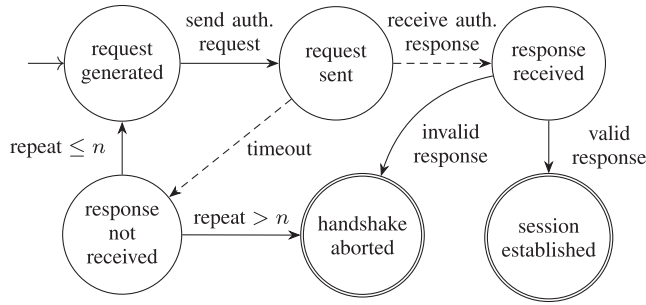 send auth.
request
receive auth.
response
request
generated
request
sent
response
received
repeat ≤ n
timeout
invalid
response
valid
response
response
not
received
repeat > n
handshake
aborted
session
established